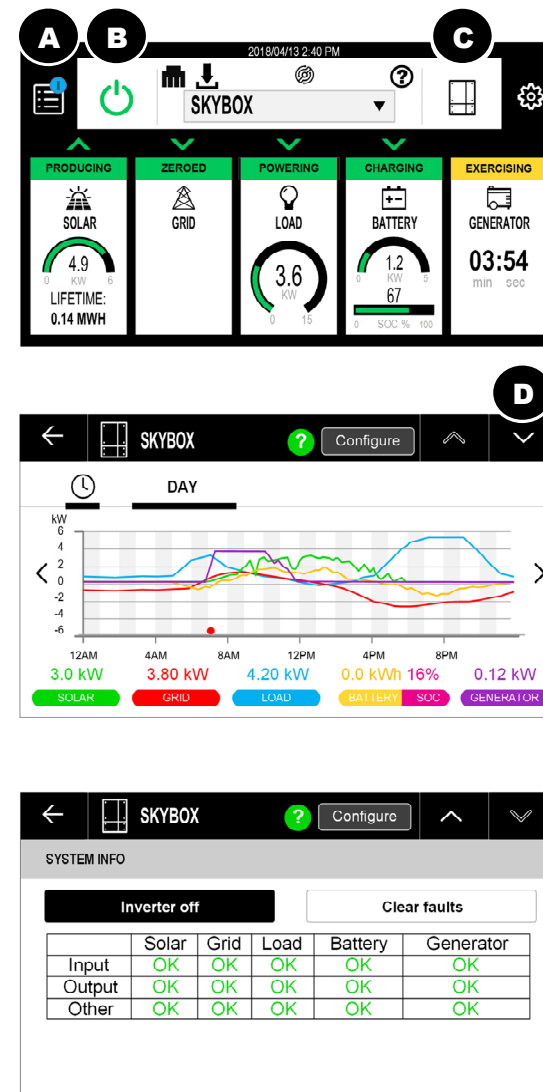 A B C
2018/04/13 2:40 PM
SKYBOX ▼
PRODUCING ZEROED POWERING CHARGING EXERCISING
SOLAR GRID LOAD BATTERY GENERATOR
4.9 3.6 1.2 03:54
KW KW KW min sec
0 6 0 15 0 5
LIFETIME: 67
0.14 MWH 0 SOC % 100
D
SKYBOX ? Configure
DAY
kW
6
4
2
0
-2
-4
-6
12AM 4AM 8AM 12PM 4PM 8PM
3.0 kW 3.80 kW 4.20 kW 0.0 kWh 16% 0.12 kW
SOLAR GRID LOAD BATTERY SOC GENERATOR
SKYBOX ? Configure
SYSTEM INFO
Inverter off Clear faults
Solar Grid Load Battery Generator
Input OK OK OK OK OK
Output OK OK OK OK OK
Other OK OK OK OK OK